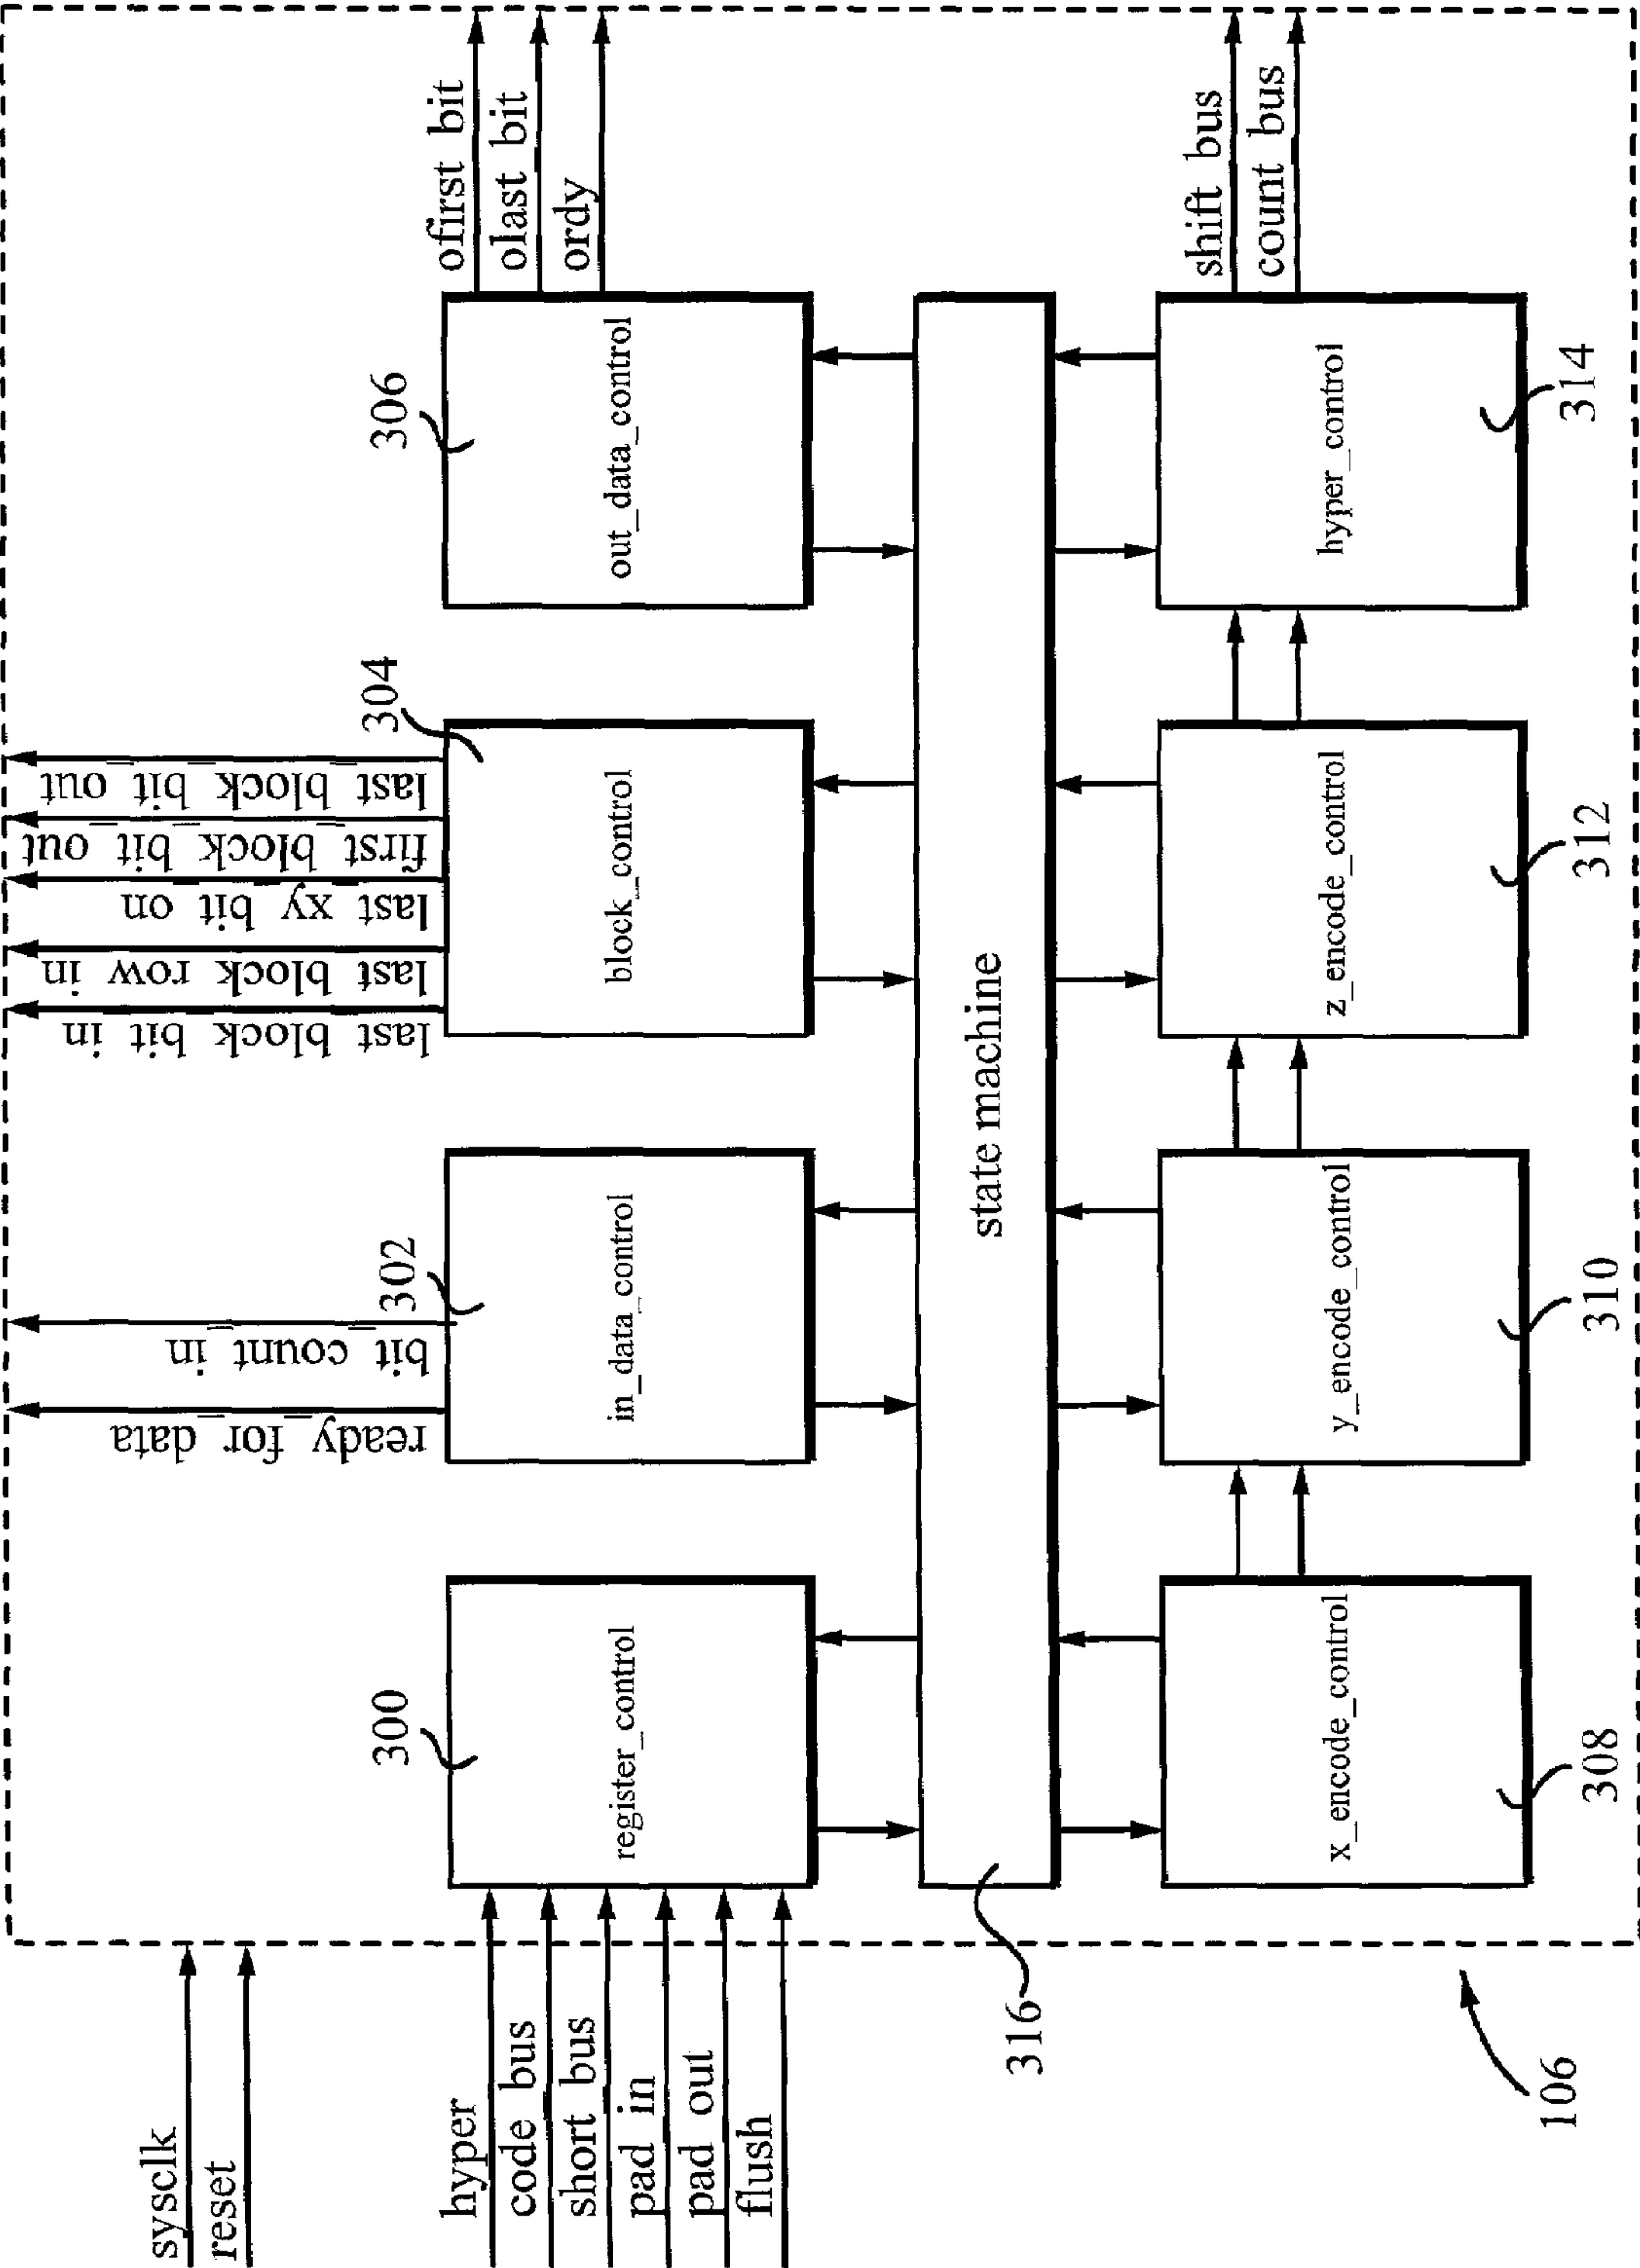 sysclk
reset
hyper
code_bus
short_bus
pad_in
pad_out
flush
300
register_control
ready_for_data
bit_count_in
302
in_data_control
last_block_bit_in
last_block_row_in
last_xy_bit_on
first_block_bit_out
last_block_bit_out
304
block_control
306
out_data_control
ofirst_bit
olast_bit
ordy
316
state machine
x_encode_control
308
y_encode_control
310
z_encode_control
312
hyper_control
314
shift_bus
count_bus
106